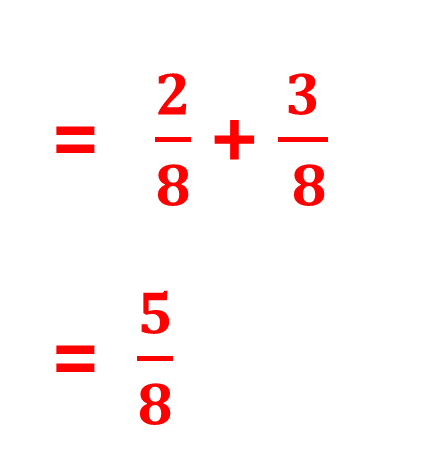 = 2/8 + 3/8
= 5/8